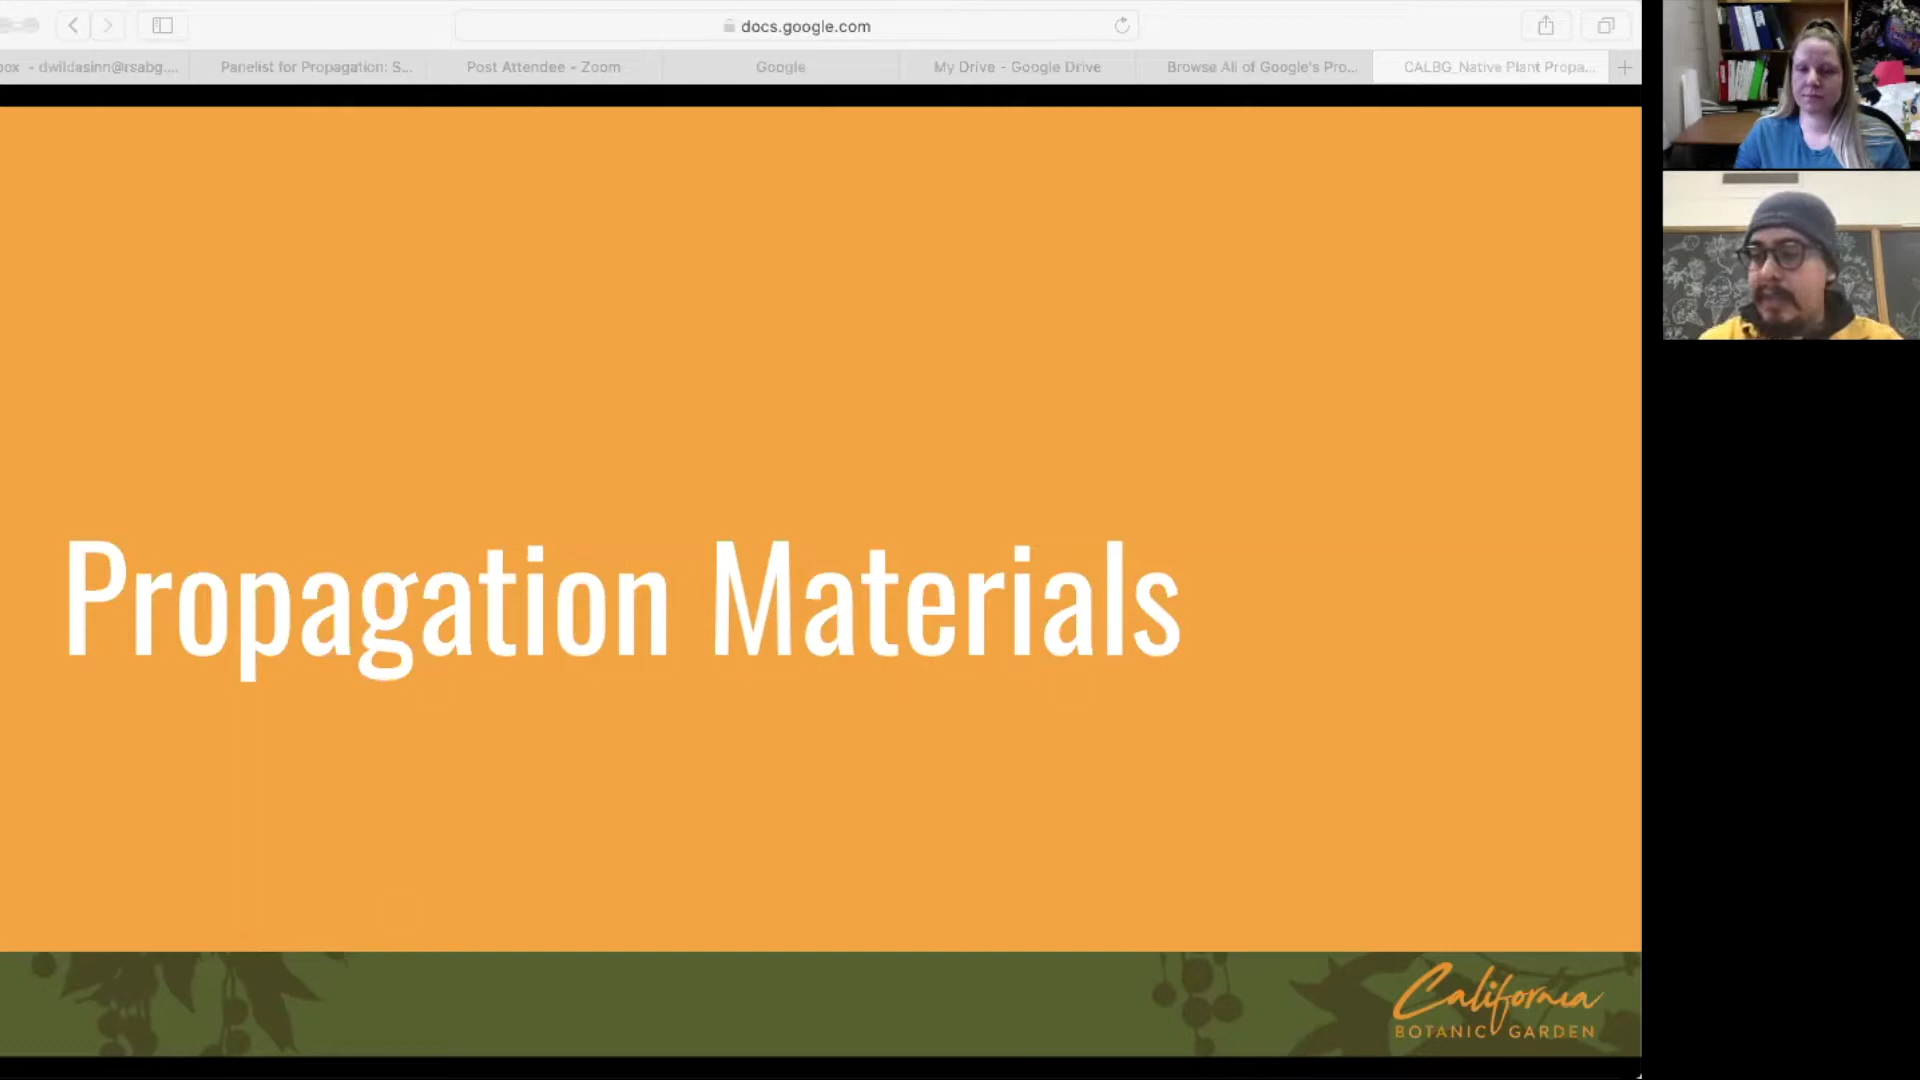 docs.google.com
box - dwildasinn@rsabg....
Panelist for Propagation: S...
Post Attendee - Zoom
Google
My Drive - Google Drive
Browse All of Google's Pro...
CALBG_Native Plant Propa...
Propagation Materials
California
BOTANIC GARDEN